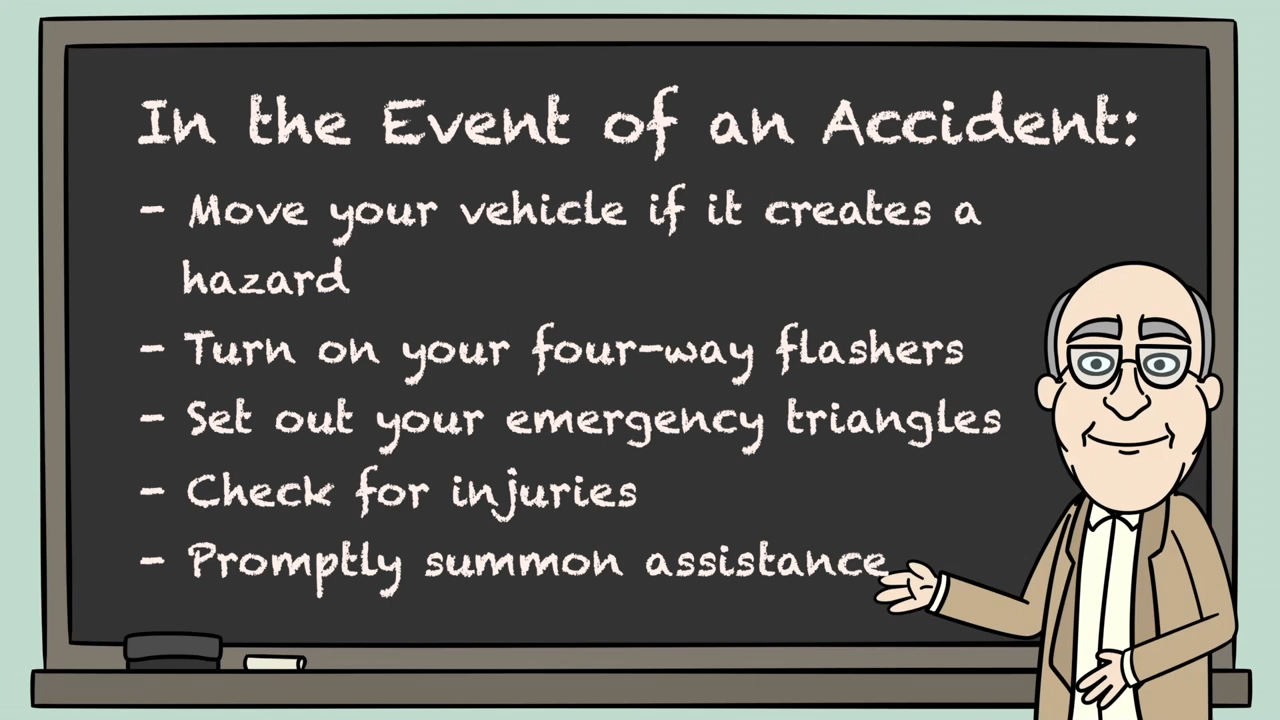 In the Event of an Accident:
- Move your vehicle if it creates a
hazard
- Turn on your four-way flashers
- Set out your emergency triangles
- Check for injuries
- Promptly summon assistance